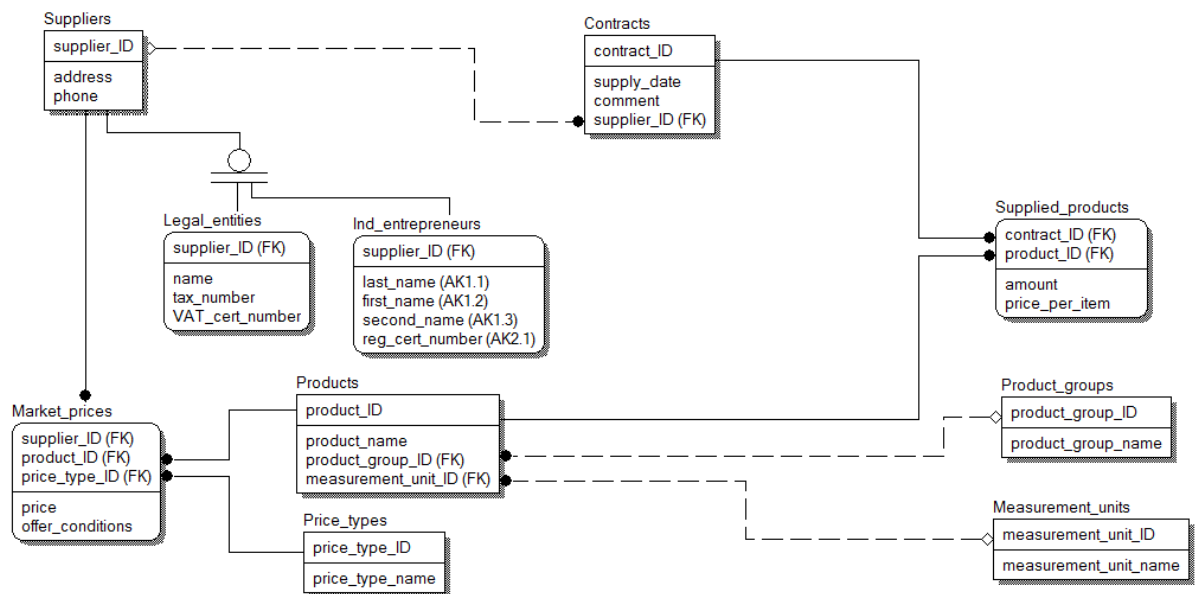 Suppliers
supplier_ID
address
phone
Contracts
contract_ID
supply_date
comment
supplier_ID (FK)
Legal_entities
supplier_ID (FK)
name
tax_number
VAT_cert_number
Ind_entrepreneurs
supplier_ID (FK)
last_name (AK1.1)
first_name (AK1.2)
second_name (AK1.3)
reg_cert_number (AK2.1)
Supplied_products
contract_ID (FK)
product_ID (FK)
amount
price_per_item
Market_prices
supplier_ID (FK)
product_ID (FK)
price_type_ID (FK)
price
offer_conditions
Products
product_ID
product_name
product_group_ID (FK)
measurement_unit_ID (FK)
Product_groups
product_group_ID
product_group_name
Price_types
price_type_ID
price_type_name
Measurement_units
measurement_unit_ID
measurement_unit_name